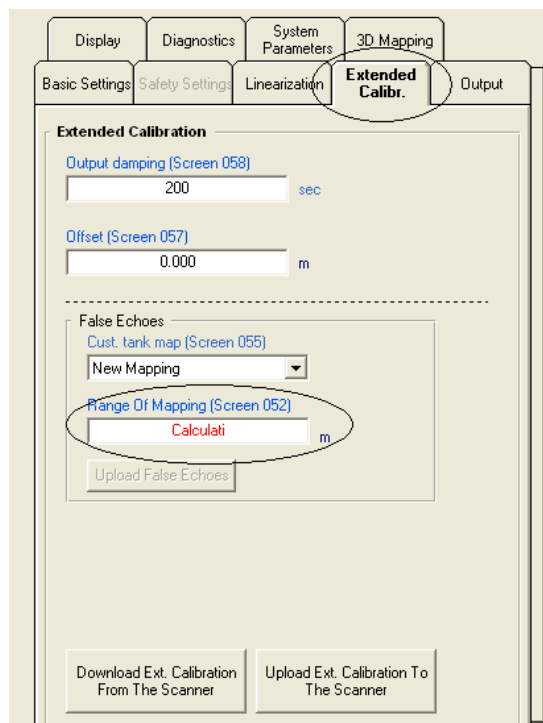 Display
Diagnostics
System
Parameters
3D Mapping
Basic Settings
Safety Settings
Linearization
Extended
Calibr.
Output
Extended Calibration
Output damping (Screen 058)
200
sec
Offset (Screen 057)
0.000
m
False Echoes
Cust. tank map (Screen 055)
New Mapping
Range Of Mapping (Screen 052)
Calculati
m
Upload False Echoes
Download Ext. Calibration
From The Scanner
Upload Ext. Calibration To
The Scanner